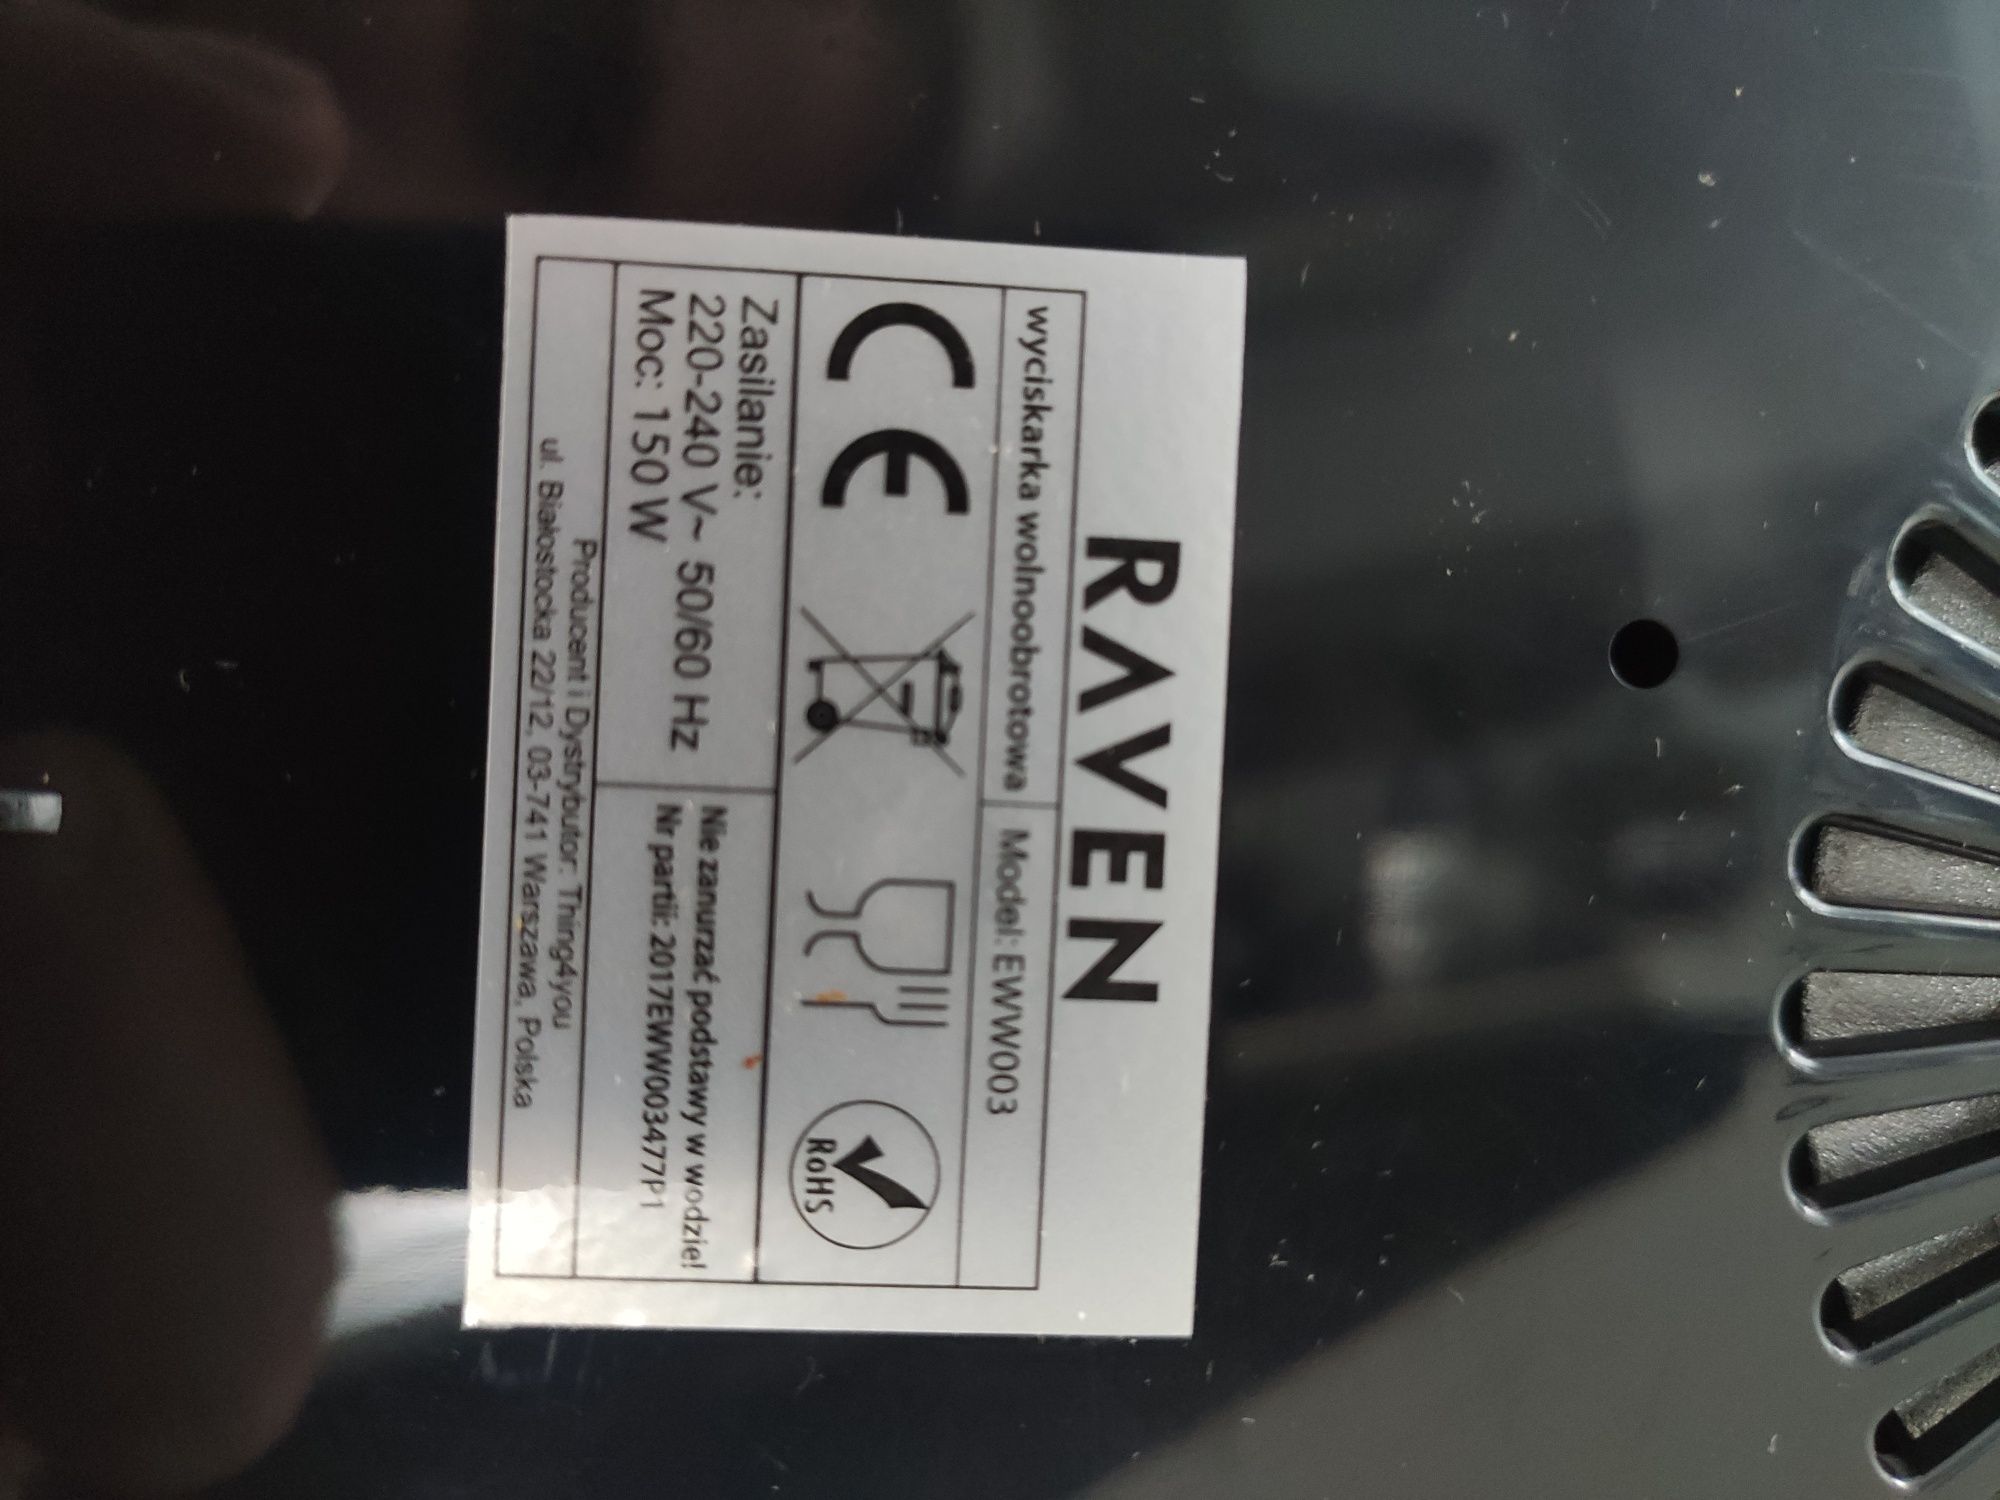 RAVEN
wyciskarka wolnoobrotowa
Model: EWW003
CE
RoHS
Zasilanie:
220-240 V~ 50/60 Hz
Moc: 150 W
Nie zanurzać podstawy w wodzie!
Nr partii: 2017EWW003477P1
Producent i Dystrybutor: Thing4you
ul. Białostocka 22/12, 03-741 Warszawa, Polska